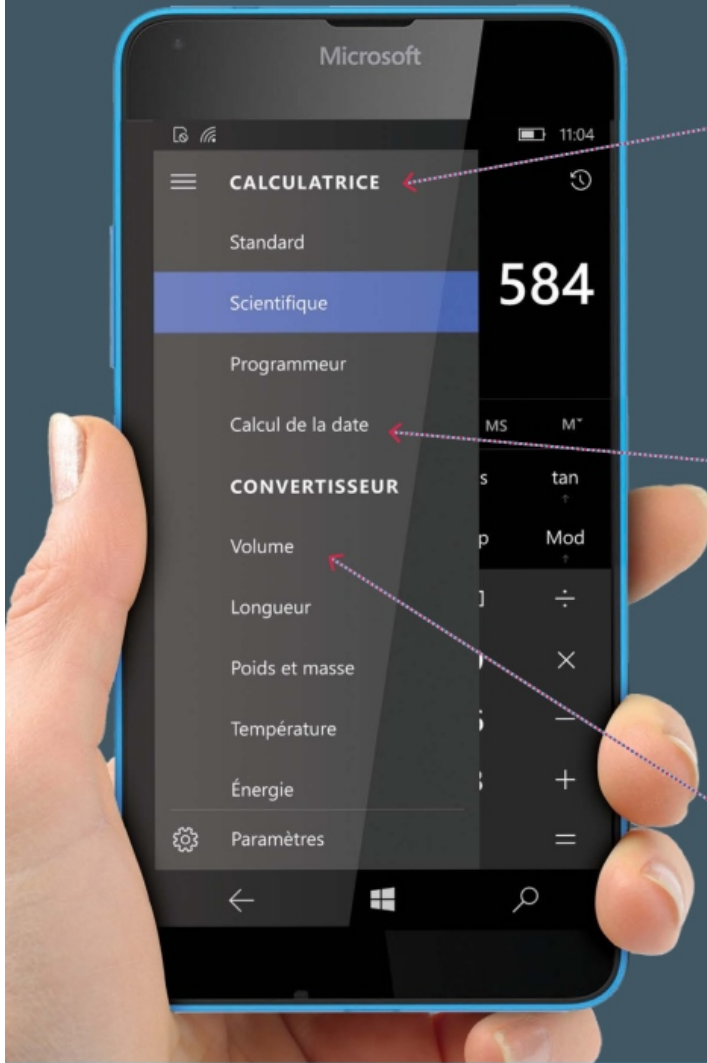 Microsoft
11:04
CALCULATRICE
584
Standard
Scientifique
Programmeur
Calcul de la date
MS M˅
CONVERTISSEUR
s tan
↑
Volume
p Mod
↑
÷
Longueur
Poids et masse
×
Température
−
Énergie
+
Paramètres
=